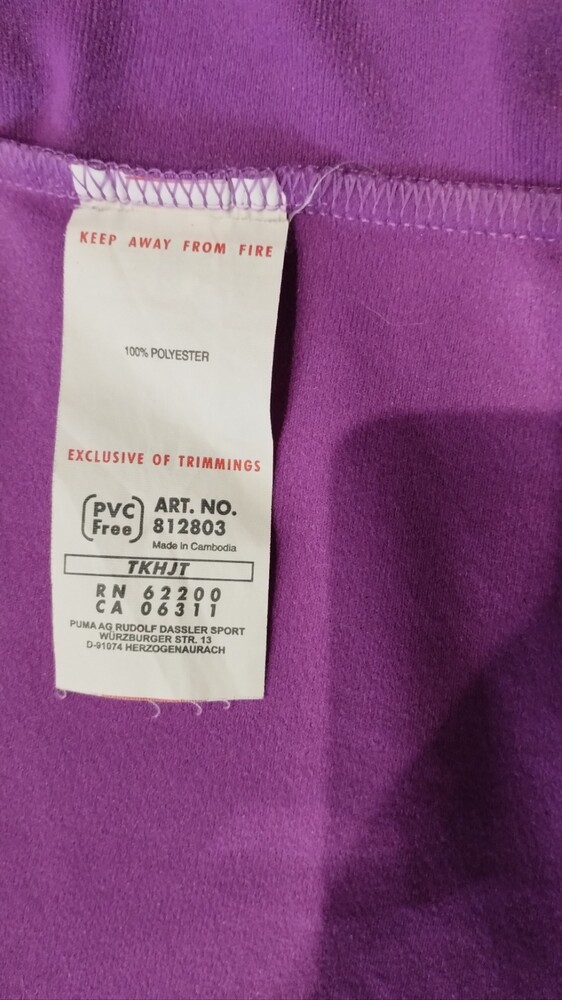 KEEP AWAY FROM FIRE
100% POLYESTER
EXCLUSIVE OF TRIMMINGS
PVC Free
ART. NO.
812803
Made in Cambodia
TKHJT
RN 62200
CA 06311
PUMA AG RUDOLF DASSLER SPORT
WÜRZBURGER STR. 13
D-91074 HERZOGENAURACH